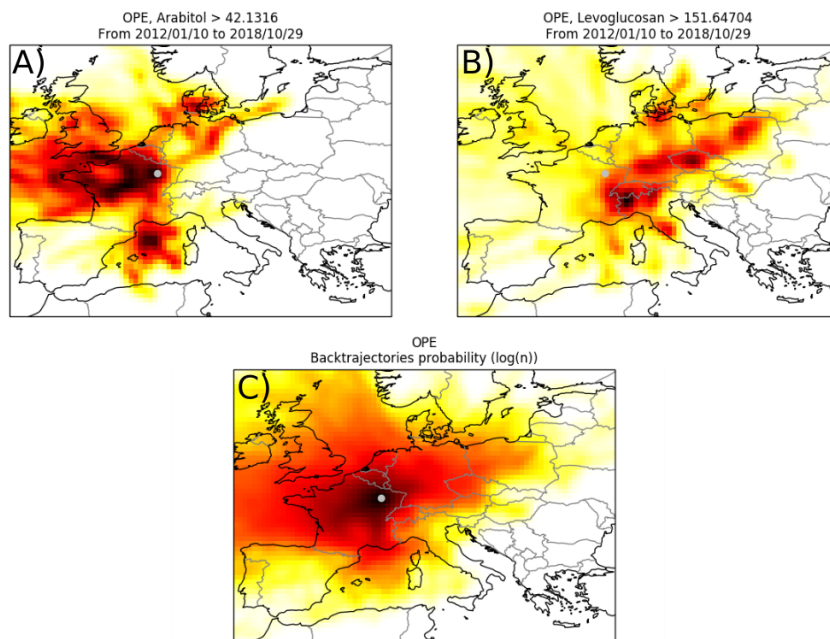 OPE, Arabitol > 42.1316
From 2012/01/10 to 2018/10/29
A)
OPE, Levoglucosan > 151.64704
From 2012/01/10 to 2018/10/29
B)
OPE
Backtrajectories probability (log(n))
C)